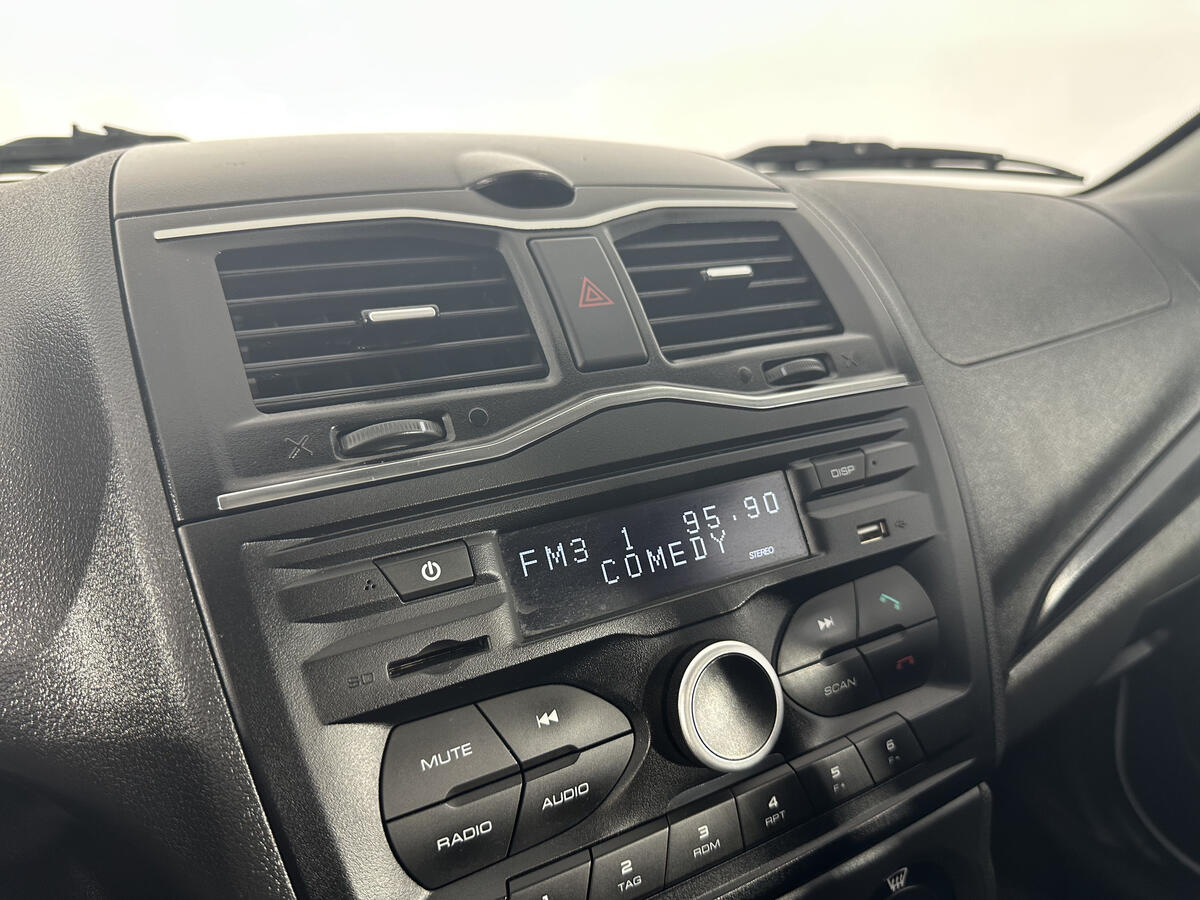 DISP
FM3 1 95.90
COMEDY STEREO
SD
SCAN
MUTE
AUDIO
RADIO
6
F^
5
F^
4
RPT
3
RDM
2
TAG
1